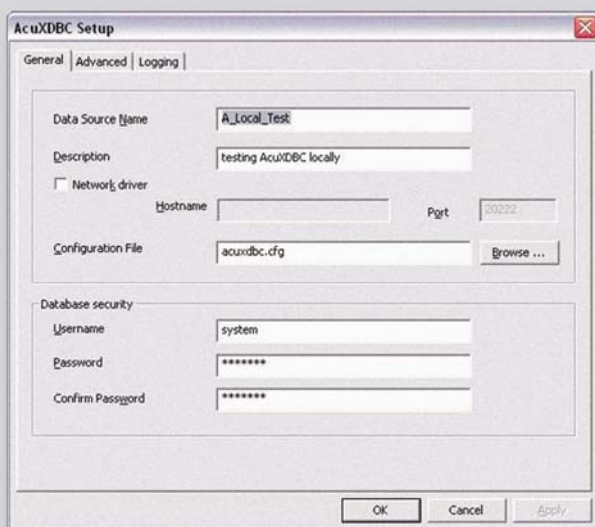 AcuXDBC Setup
General Advanced Logging
Data Source Name A_Local_Test
Description testing AcuXDBC locally
Network driver
Hostname Port 20222
Configuration File acuxdbc.cfg Browse ...
Database security
Username system
Password *******
Confirm Password *******
OK Cancel Apply